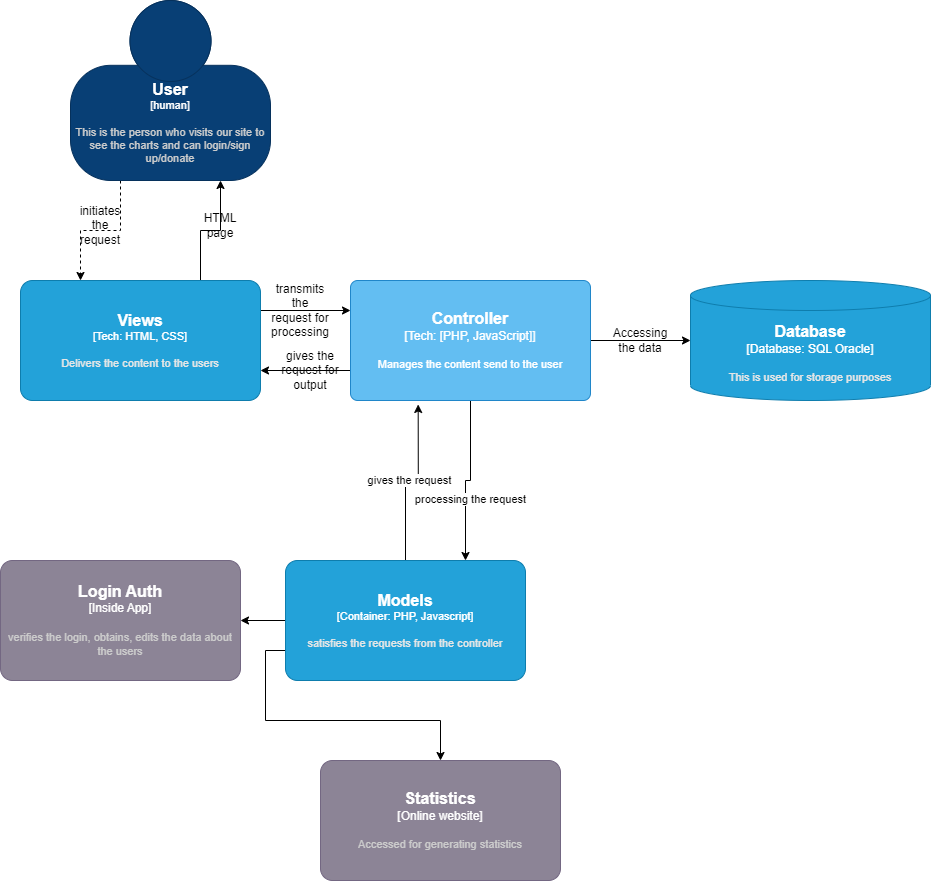 User
[human]
This is the person who visits our site to
see the charts and can login/sign
up/donate
initiates
the
request
HTML
page
transmits
the
request for
processing
gives the
request for
output
Views
[Tech: HTML, CSS]
Delivers the content to the users
Controller
[Tech: [PHP, JavaScript]]
Manages the content send to the user
Accessing
the data
Database
[Database: SQL Oracle]
This is used for storage purposes
gives the request
processing the request
Login Auth
[Inside App]
verifies the login, obtains, edits the data about
the users
Models
[Container: PHP, Javascript]
satisfies the requests from the controller
Statistics
[Online website]
Accessed for generating statistics